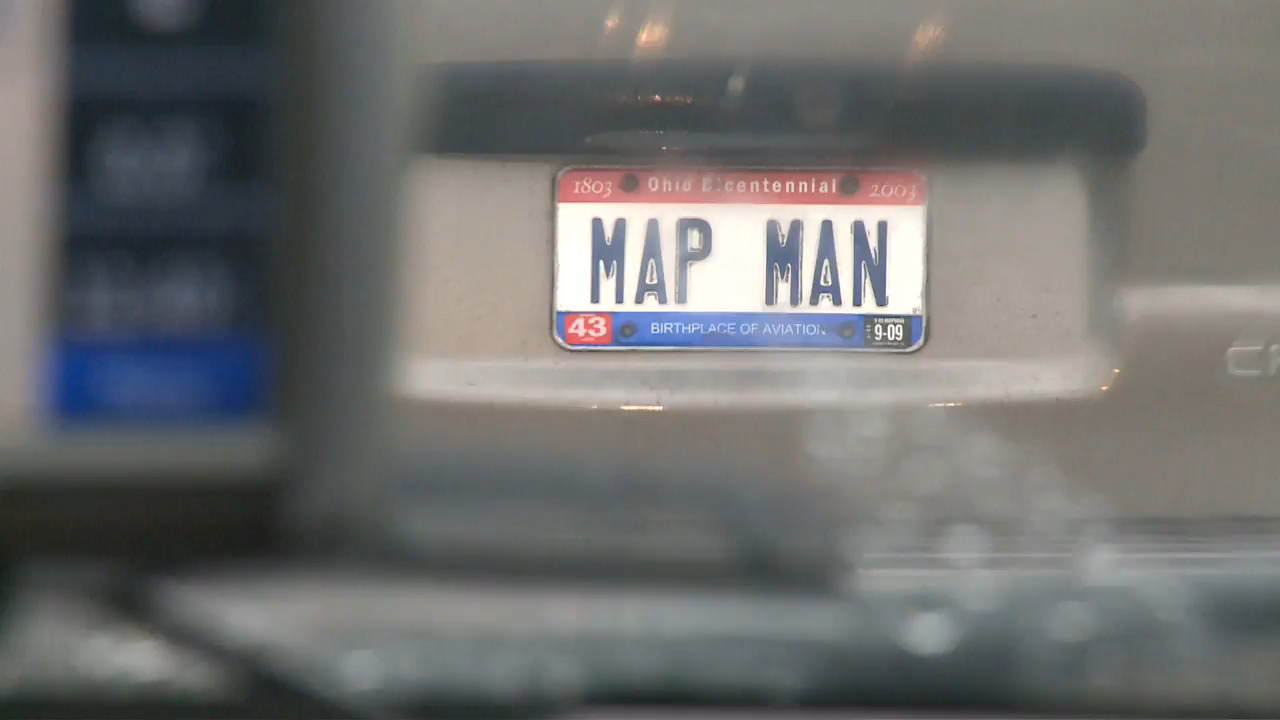 1803 Ohio Bicentennial 2003
MAP MAN
43 BIRTHPLACE OF AVIATION 9-09